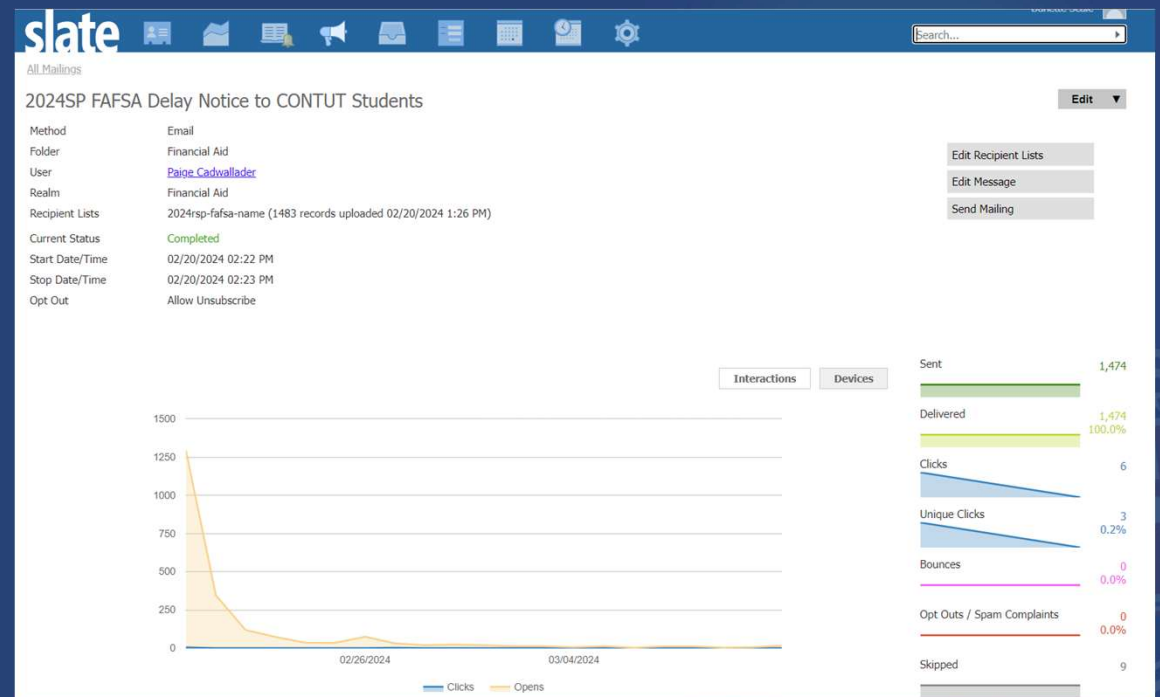 slate
Search...
All Mailings
2024SP FAFSA Delay Notice to CONTUT Students
Edit ▼
Method Email
Folder Financial Aid
User Paige Cadwallader
Realm Financial Aid
Recipient Lists 2024rsp-fafsa-name (1483 records uploaded 02/20/2024 1:26 PM)
Current Status Completed
Start Date/Time 02/20/2024 02:22 PM
Stop Date/Time 02/20/2024 02:23 PM
Opt Out Allow Unsubscribe
Edit Recipient Lists
Edit Message
Send Mailing
Interactions Devices
1500
1250
1000
750
500
250
0
02/26/2024 03/04/2024
Clicks Opens
Sent 1,474
Delivered 1,474
100.0%
Clicks 6
Unique Clicks 3
0.2%
Bounces 0
0.0%
Opt Outs / Spam Complaints 0
0.0%
Skipped 9